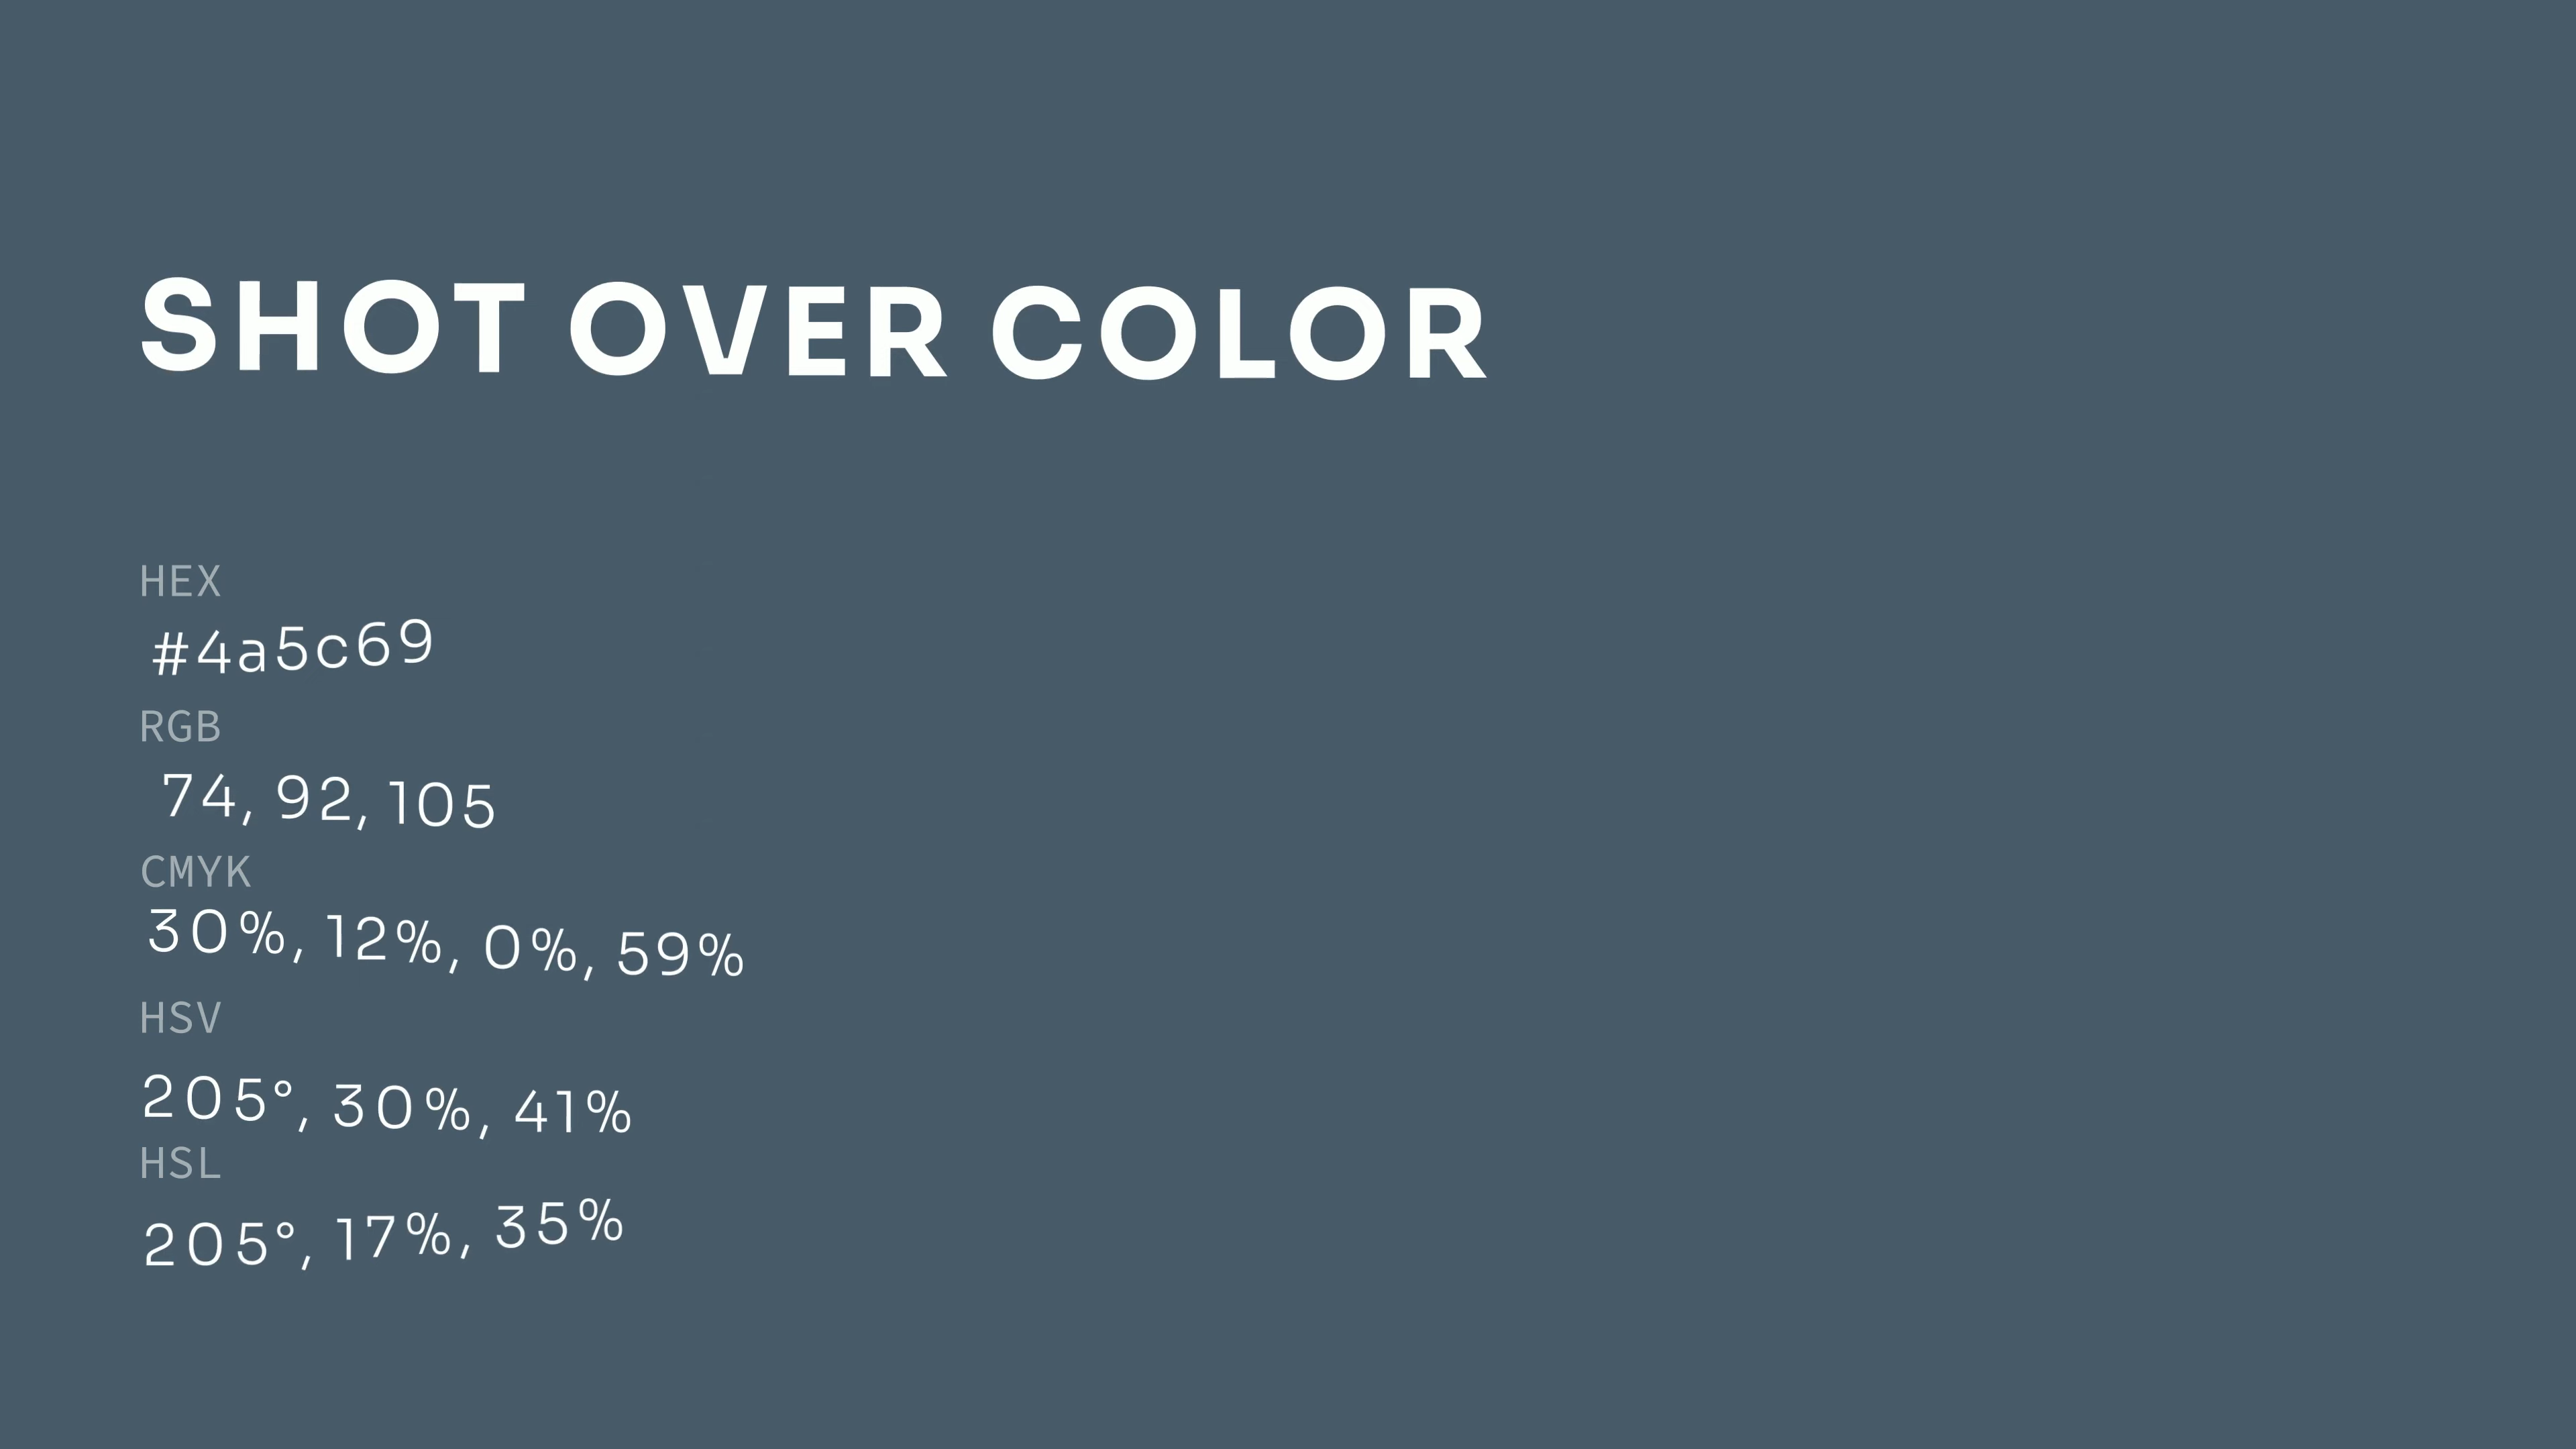 SHOT OVER COLOR
HEX
#4a5c69
RGB
74, 92, 105
CMYK
30%, 12%, 0%, 59%
HSV
205°, 30%, 41%
HSL
205°, 17%, 35%